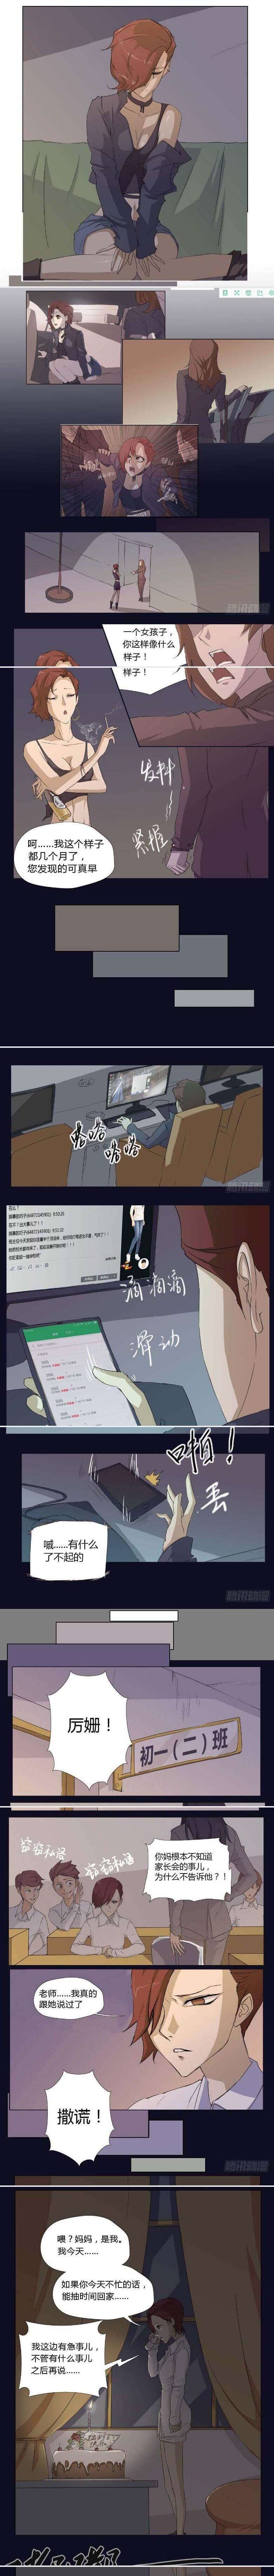 一个女孩子，
你这样像什么
样子！
样子！
发抖
紧握
呵……我这个样子
都几个月了，
您发现的可真早
嗒嗒
嗒嗒
滴滴滴
滑动
啪！
丢
嘁……有什么
了不起的
厉姗！
初一（二）班
窃窃私语
窃窃私语
你妈根本不知道
家长会的事儿，
为什么不告诉他？！
老师……我真的
跟她说过了
撒谎！
喂？妈妈，是我。
我今天……
如果你今天不忙的话，
能抽时间回家……
我这边有急事儿，
不管有什么事儿
之后再说……